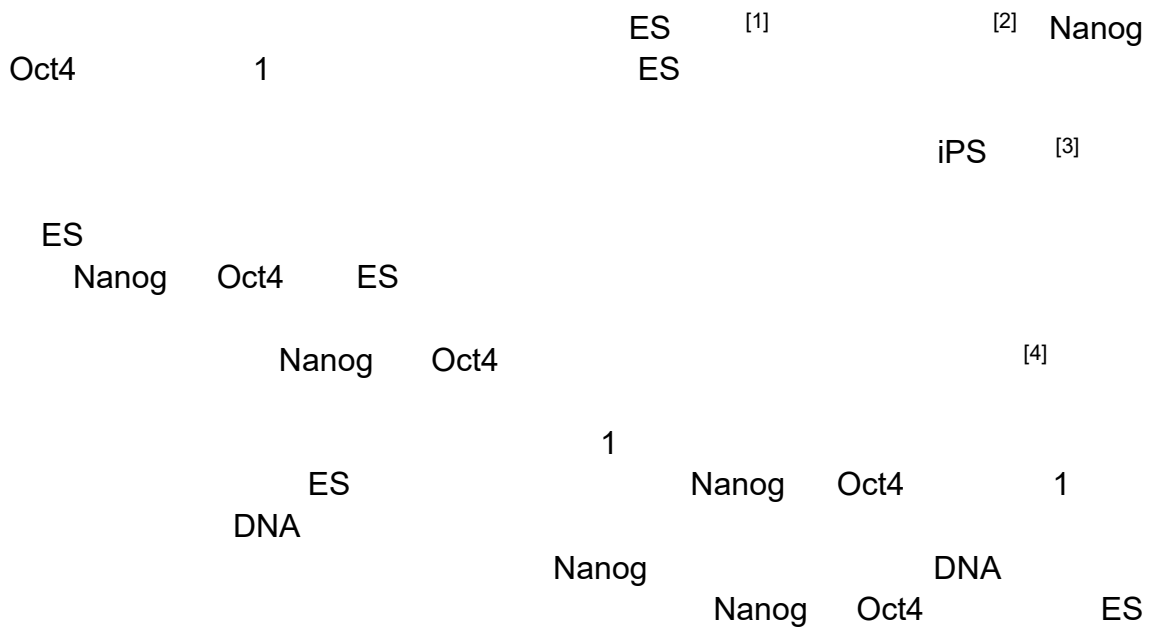 ES [1] [2] Nanog
Oct4 1 ES
iPS [3]
ES
Nanog Oct4 ES
Nanog Oct4 [4]
1
ES Nanog Oct4 1
DNA
Nanog DNA
Nanog Oct4 ES